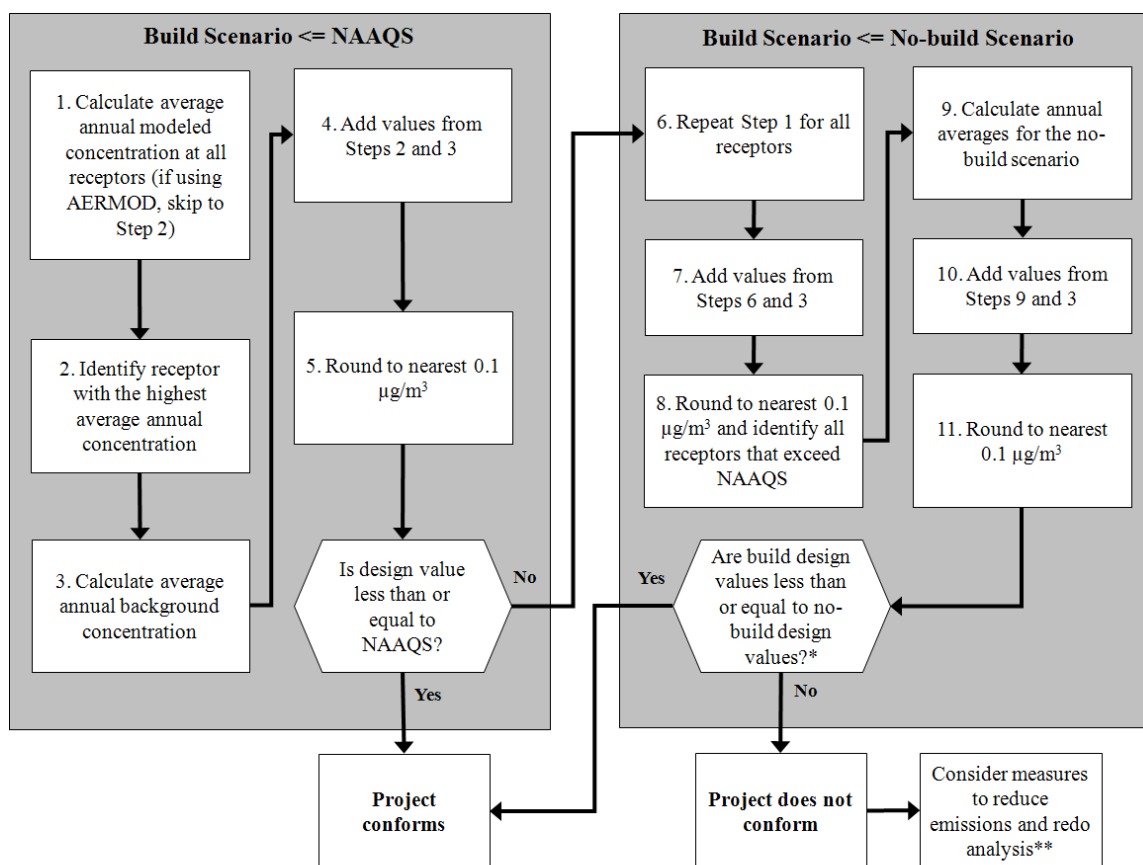 Build Scenario <= NAAQS
1. Calculate average
annual modeled
concentration at all
receptors (if using
AERMOD, skip to
Step 2)
2. Identify receptor
with the highest
average annual
concentration
3. Calculate average
annual background
concentration
4. Add values from
Steps 2 and 3
5. Round to nearest 0.1
µg/m³
Is design value
less than or
equal to
NAAQS?
No
Yes
Build Scenario <= No-build Scenario
6. Repeat Step 1 for all
receptors
7. Add values from
Steps 6 and 3
8. Round to nearest 0.1
µg/m³ and identify all
receptors that exceed
NAAQS
9. Calculate annual
averages for the no-
build scenario
10. Add values from
Steps 9 and 3
11. Round to nearest
0.1 µg/m³
Are build design
values less than
or equal to no-
build design
values?*
Yes
No
Project
conforms
Project does not
conform
Consider measures
to reduce
emissions and redo
analysis**